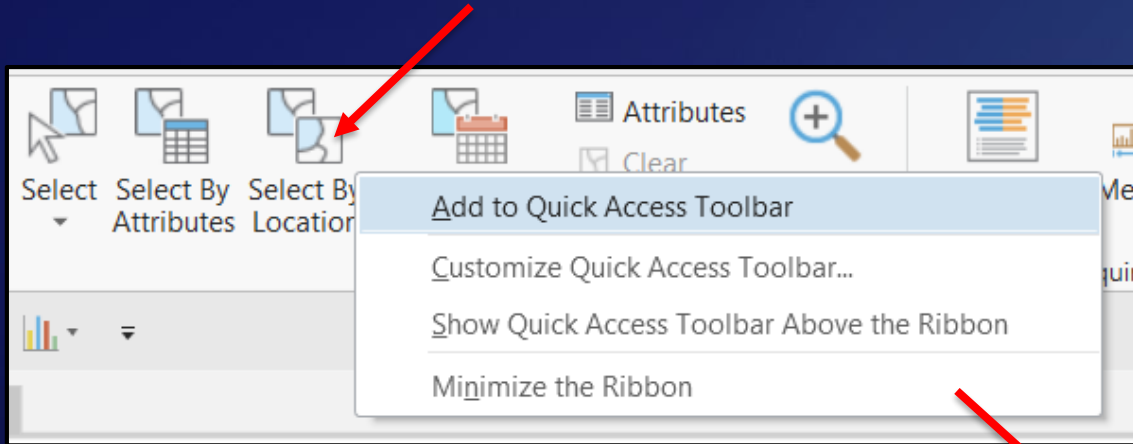 Attributes
Clear
Select Select By Select By
Attributes Location
Add to Quick Access Toolbar
Customize Quick Access Toolbar...
Show Quick Access Toolbar Above the Ribbon
Minimize the Ribbon